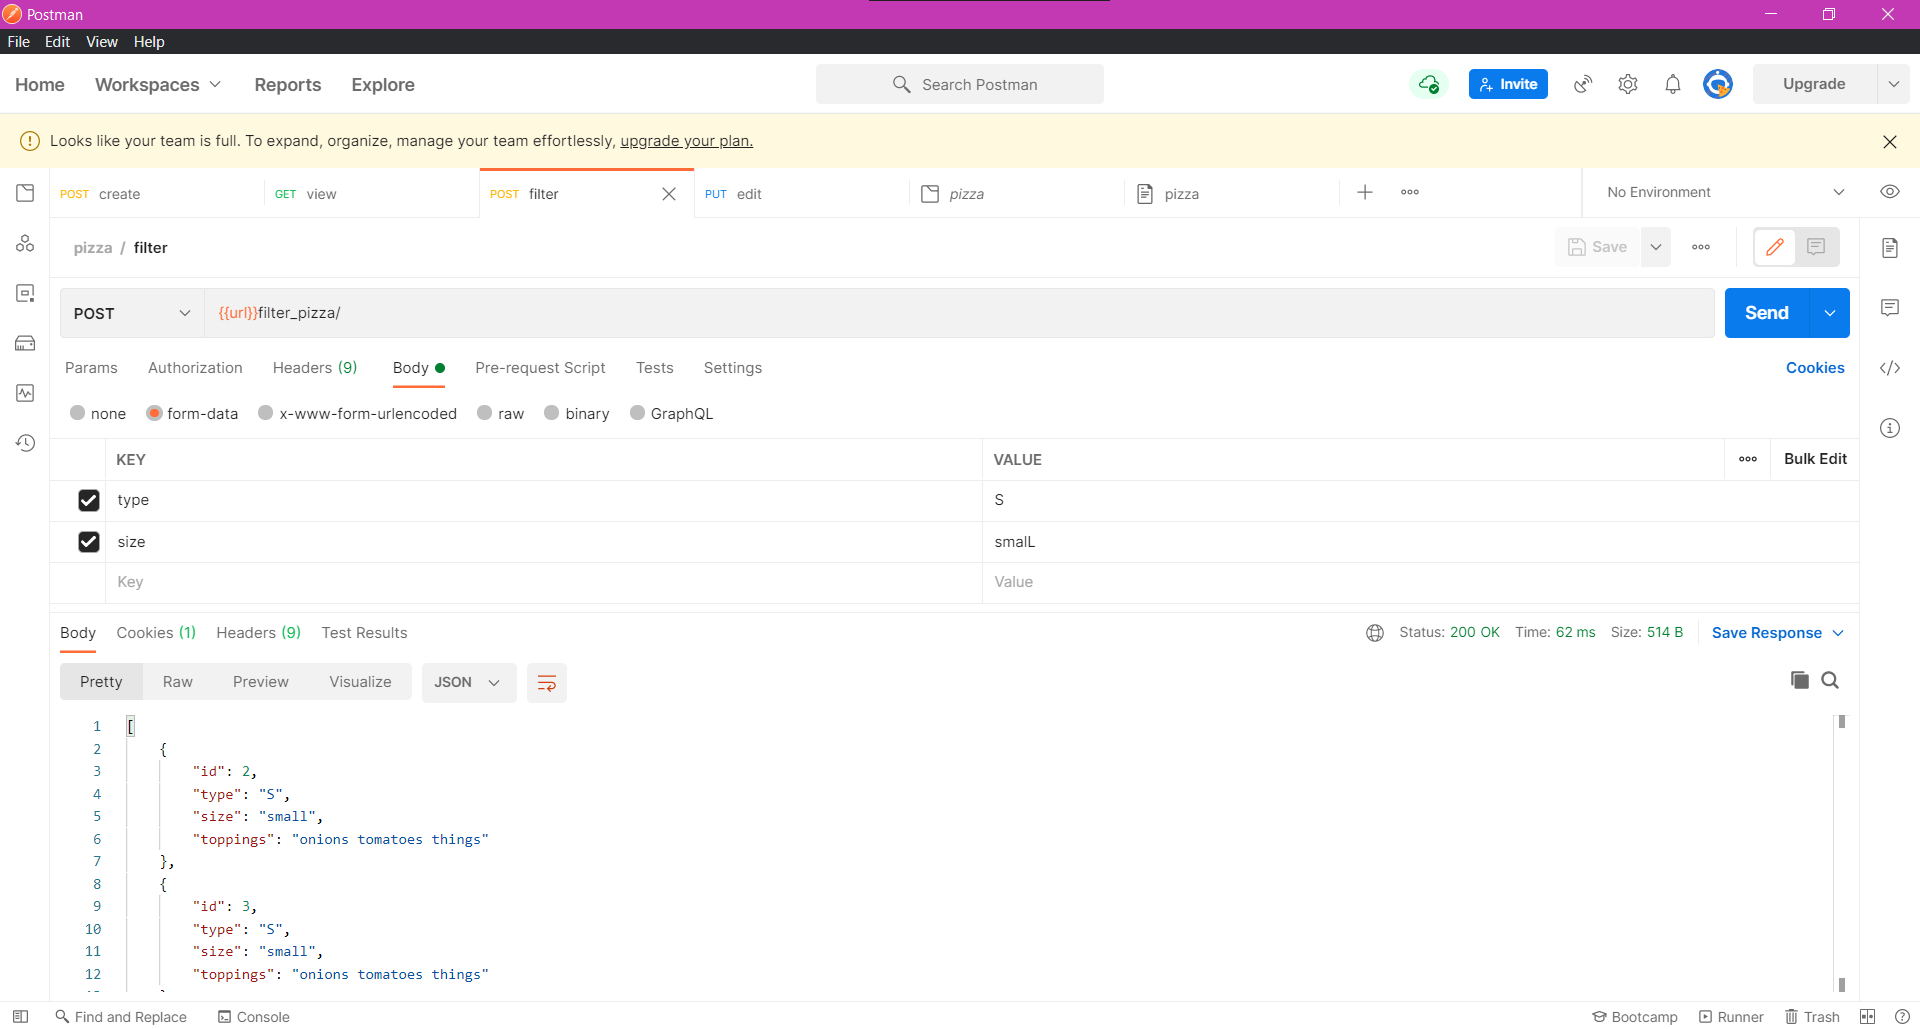 Postman
File Edit View Help
Home Workspaces Reports Explore Search Postman Invite Upgrade
Looks like your team is full. To expand, organize, manage your team effortlessly, upgrade your plan.
POST create GET view POST filter PUT edit pizza pizza No Environment
pizza / filter Save
POST {{url}}filter_pizza/ Send
Params Authorization Headers (9) Body Pre-request Script Tests Settings Cookies
none form-data x-www-form-urlencoded raw binary GraphQL
KEY VALUE Bulk Edit
type S
size smalL
Key Value
Body Cookies (1) Headers (9) Test Results Status: 200 OK Time: 62 ms Size: 514 B Save Response
Pretty Raw Preview Visualize JSON
1 [
2 {
3 "id": 2,
4 "type": "S",
5 "size": "small",
6 "toppings": "onions tomatoes things"
7 },
8 {
9 "id": 3,
10 "type": "S",
11 "size": "small",
12 "toppings": "onions tomatoes things"
Find and Replace Console Bootcamp Runner Trash